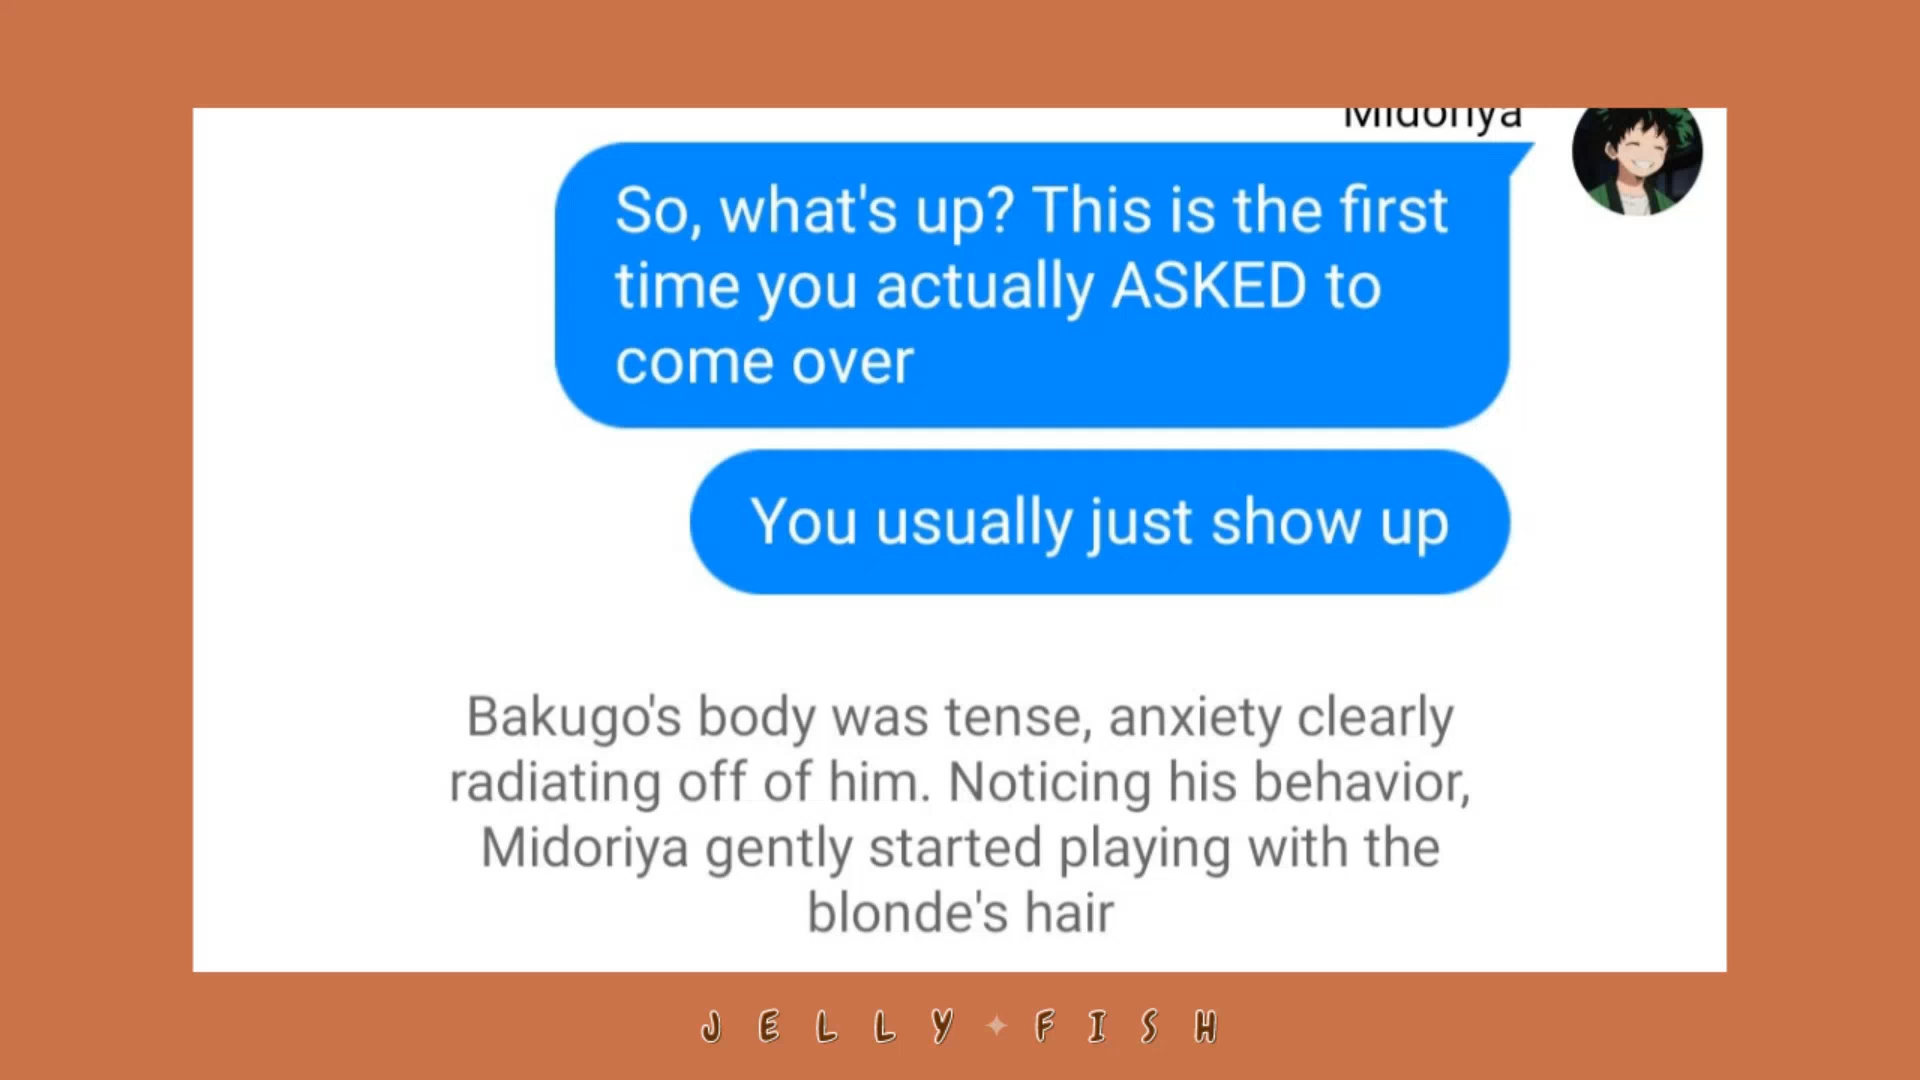 Midoriya
So, what's up? This is the first
time you actually ASKED to
come over
You usually just show up
Bakugo's body was tense, anxiety clearly
radiating off of him. Noticing his behavior,
Midoriya gently started playing with the
blonde's hair
JELLY✦FISH